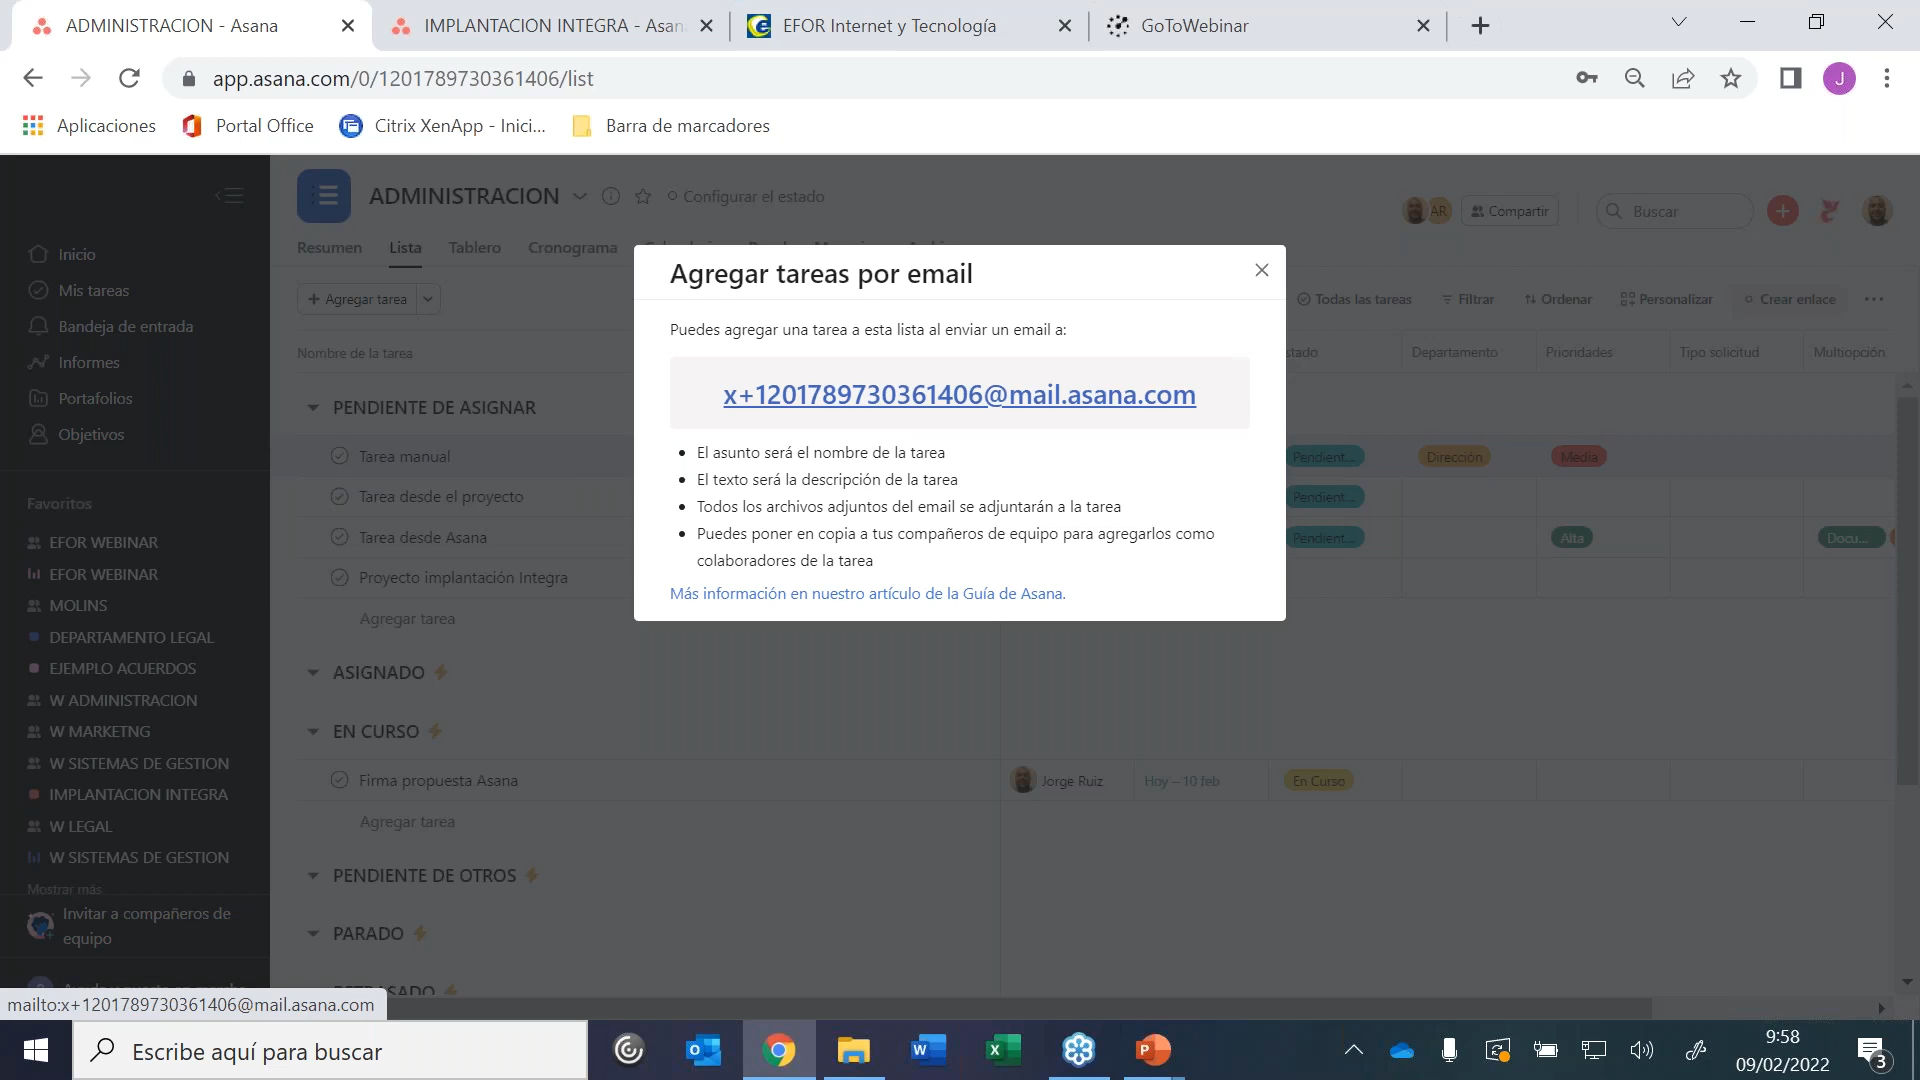 ADMINISTRACION - Asana
IMPLANTACION INTEGRA - Asan
EFOR Internet y Tecnología
GoToWebinar
app.asana.com/0/1201789730361406/list
J
Aplicaciones
Portal Office
Citrix XenApp - Inici...
Barra de marcadores
ADMINISTRACION
Configurar el estado
AR
Compartir
Buscar
Resumen
Lista
Tablero
Cronograma
Agregar tarea
Todas las tareas
Filtrar
Ordenar
Personalizar
Crear enlace
Nombre de la tarea
stado
Departamento
Prioridades
Tipo solicitud
Multiopción
Inicio
Mis tareas
Bandeja de entrada
Informes
Portafolios
Objetivos
Favoritos
EFOR WEBINAR
EFOR WEBINAR
MOLINS
DEPARTAMENTO LEGAL
EJEMPLO ACUERDOS
W ADMINISTRACION
W MARKETNG
W SISTEMAS DE GESTION
IMPLANTACION INTEGRA
W LEGAL
W SISTEMAS DE GESTION
Mostrar más
Invitar a compañeros de
equipo
PENDIENTE DE ASIGNAR
Tarea manual
Pendient...
Dirección
Media
Tarea desde el proyecto
Pendient...
Tarea desde Asana
Pendient...
Alta
Docu...
Proyecto implantación Integra
Agregar tarea
ASIGNADO
EN CURSO
Firma propuesta Asana
Jorge Ruiz
Hoy – 10 feb
En Curso
Agregar tarea
PENDIENTE DE OTROS
PARADO
RETRASADO
Agregar tareas por email
Puedes agregar una tarea a esta lista al enviar un email a:
x+1201789730361406@mail.asana.com
• El asunto será el nombre de la tarea
• El texto será la descripción de la tarea
• Todos los archivos adjuntos del email se adjuntarán a la tarea
• Puedes poner en copia a tus compañeros de equipo para agregarlos como
colaboradores de la tarea
Más información en nuestro artículo de la Guía de Asana.
mailto:x+1201789730361406@mail.asana.com
Escribe aquí para buscar
9:58
09/02/2022
3